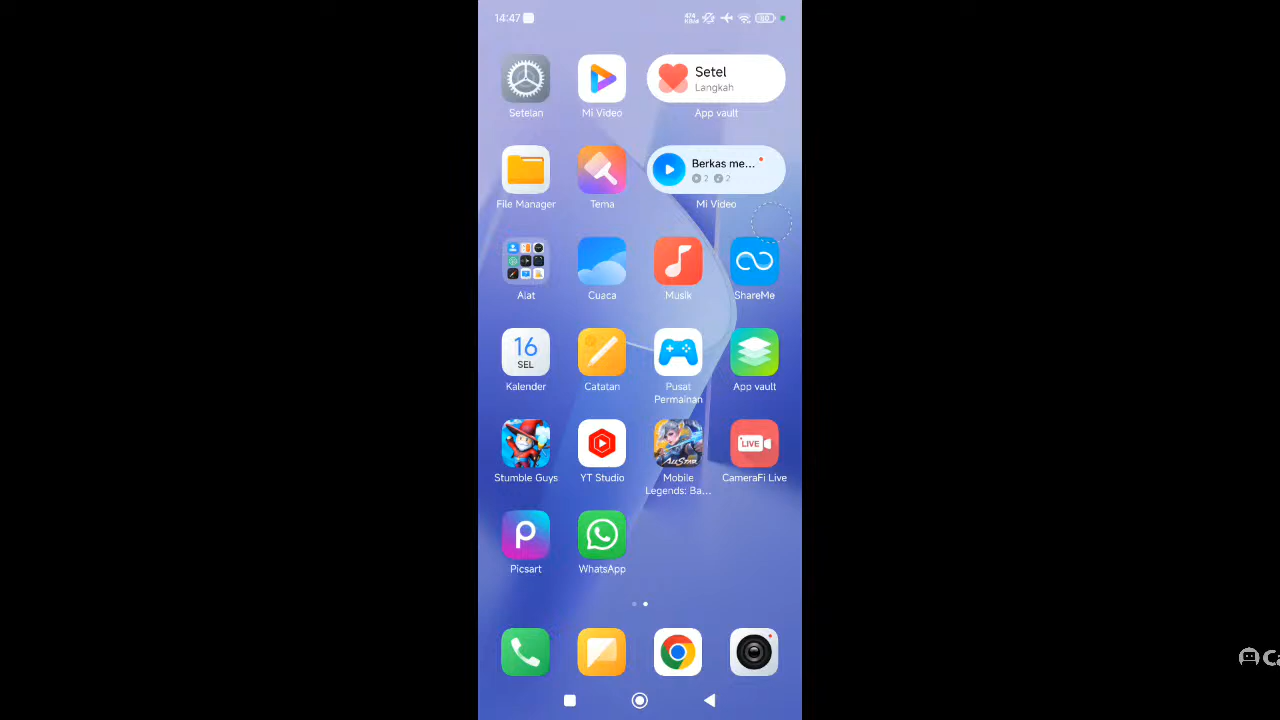 14:47
Setelan
Mi Video
Setel
Langkah
App vault
File Manager
Tema
Berkas me...
2 2
Mi Video
Alat
Cuaca
Musik
ShareMe
16
SEL
Kalender
Catatan
Pusat
Permainan
App vault
Stumble Guys
YT Studio
ALLSTAR
Mobile
Legends: Ba...
LIVE
CameraFi Live
Picsart
WhatsApp
Ca